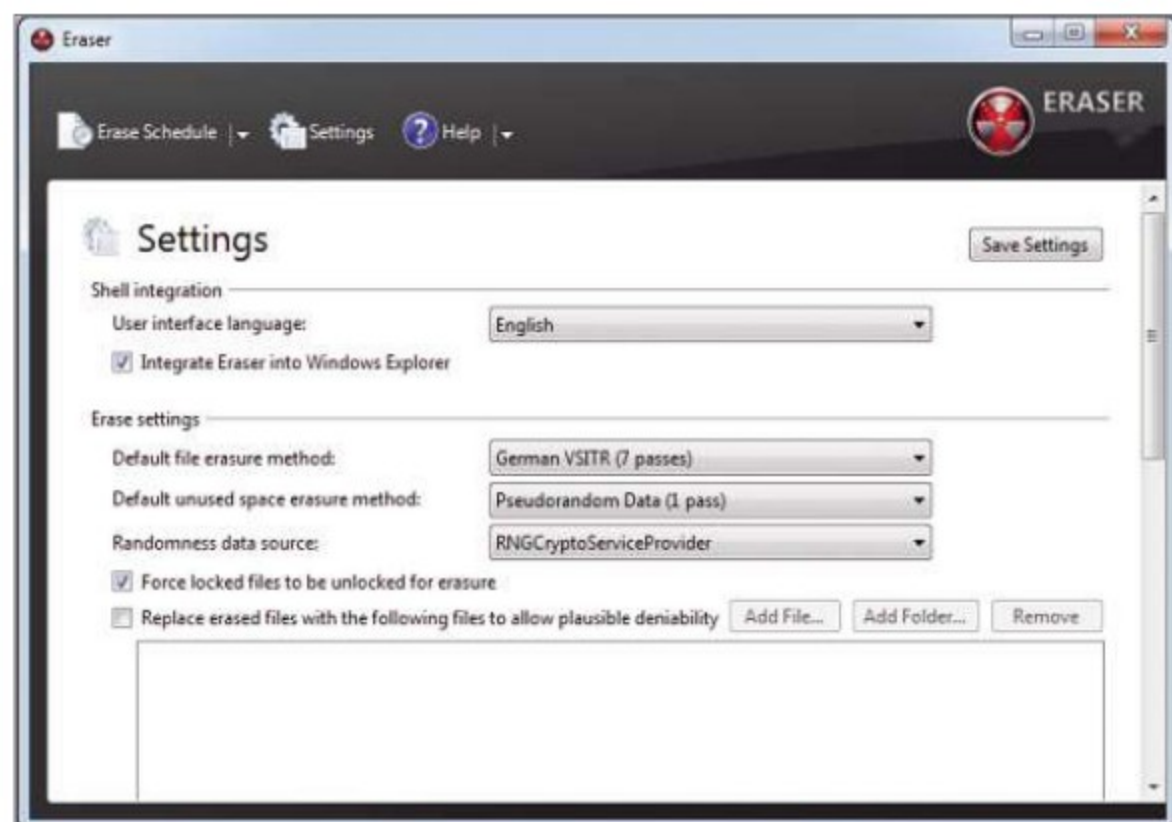 Eraser
ERASER
Erase Schedule Settings Help
Settings
Save Settings
Shell integration
User interface language: English
Integrate Eraser into Windows Explorer
Erase settings
Default file erasure method: German VSITR (7 passes)
Default unused space erasure method: Pseudorandom Data (1 pass)
Randomness data source: RNGCryptoServiceProvider
Force locked files to be unlocked for erasure
Replace erased files with the following files to allow plausible deniability Add File... Add Folder... Remove